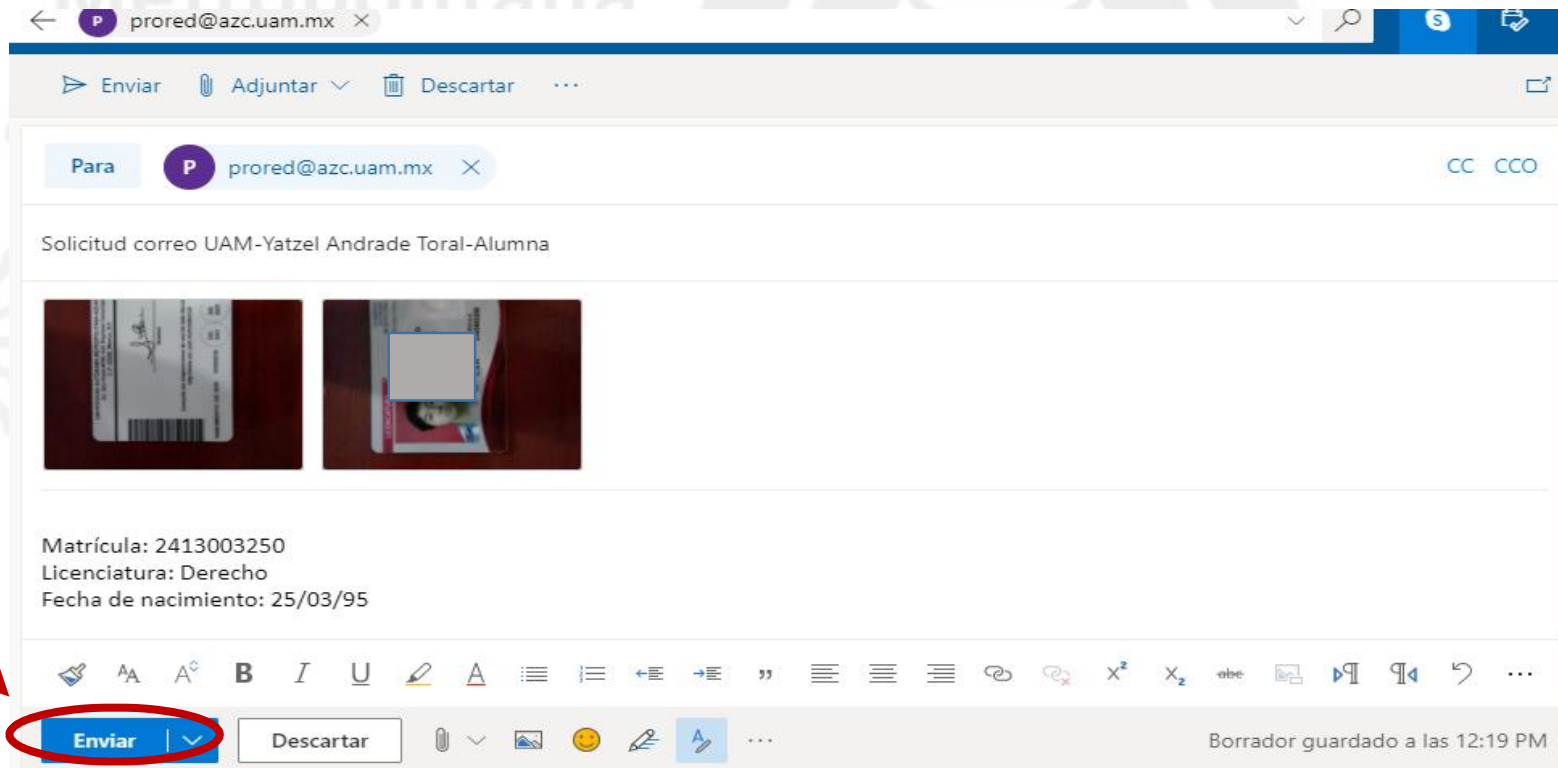 prored@azc.uam.mx
Enviar Adjuntar Descartar ...
Para P prored@azc.uam.mx CC CCO
Solicitud correo UAM-Yatzel Andrade Toral-Alumna
Matrícula: 2413003250
Licenciatura: Derecho
Fecha de nacimiento: 25/03/95
Enviar Descartar ... Borrador guardado a las 12:19 PM